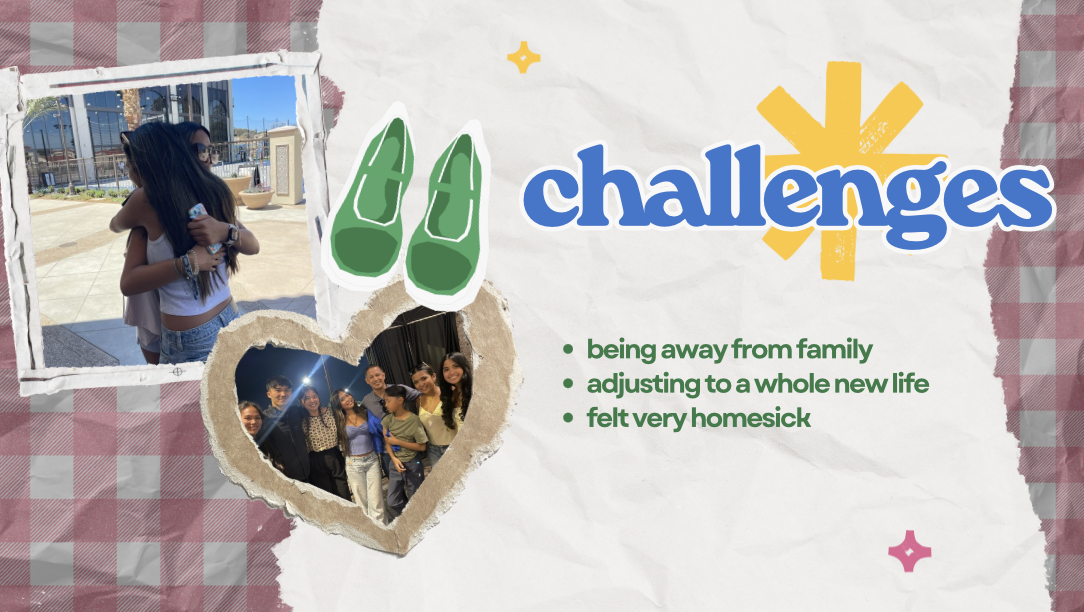 challenges
• being away from family
• adjusting to a whole new life
• felt very homesick